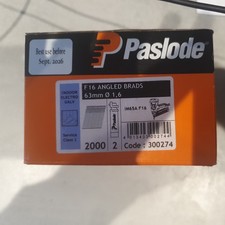 Best use before
Sept. 2026
Paslode
F16 ANGLED BRADS
63mm Ø 1,6
IM65A F16
2000
2
Code : 300274